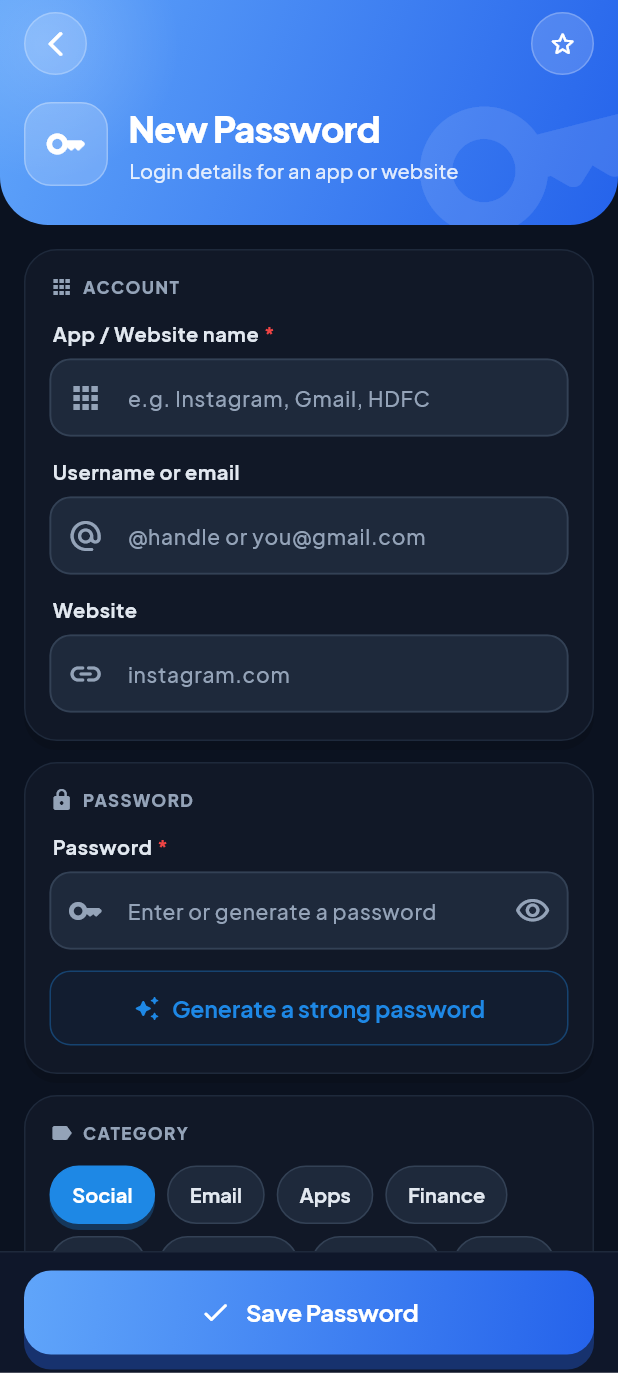 New Password
Login details for an app or website
ACCOUNT
App / Website name *
e.g. Instagram, Gmail, HDFC
Username or email
@handle or you@gmail.com
Website
instagram.com
PASSWORD
Password *
Enter or generate a password
Generate a strong password
CATEGORY
Social Email Apps Finance
Save Password